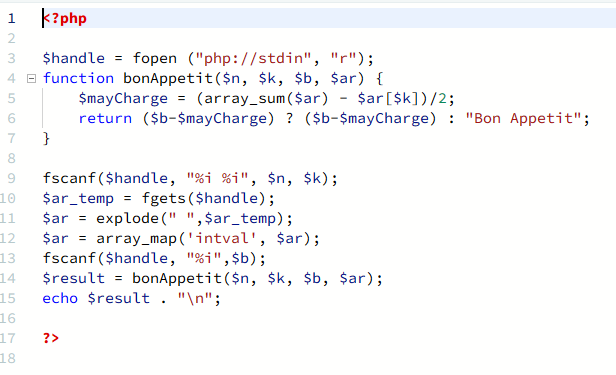 1 <?php
2
3 $handle = fopen ("php://stdin", "r");
4 function bonAppetit($n, $k, $b, $ar) {
5     $mayCharge = (array_sum($ar) - $ar[$k])/2;
6     return ($b-$mayCharge) ? ($b-$mayCharge) : "Bon Appetit";
7 }
8
9 fscanf($handle, "%i %i", $n, $k);
10 $ar_temp = fgets($handle);
11 $ar = explode(" ",$ar_temp);
12 $ar = array_map('intval', $ar);
13 fscanf($handle, "%i",$b);
14 $result = bonAppetit($n, $k, $b, $ar);
15 echo $result . "\n";
16
17 ?>
18